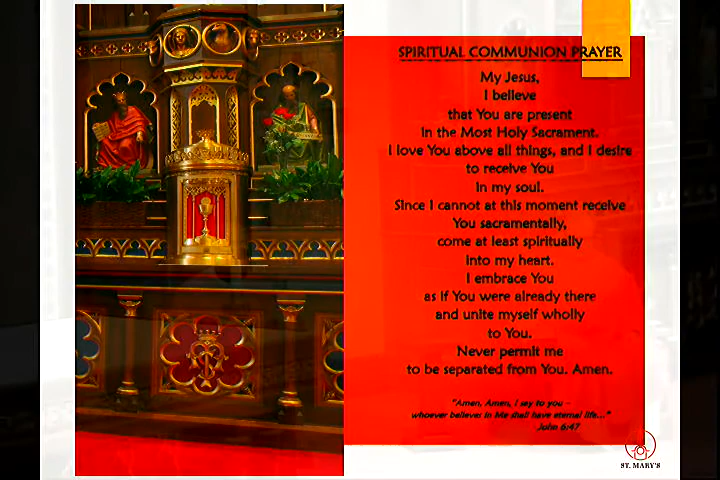 SPIRITUAL COMMUNION PRAYER
My Jesus,
I believe
that You are present
in the Most Holy Sacrament.
I love You above all things, and I desire
to receive You
in my soul.
Since I cannot at this moment receive
You sacramentally,
come at least spiritually
into my heart.
I embrace You
as if You were already there
and unite myself wholly
to You.
Never permit me
to be separated from You. Amen.
"Amen, Amen, I say to you –
whoever believes in Me shall have eternal life..."
John 6:47
ST. MARY'S